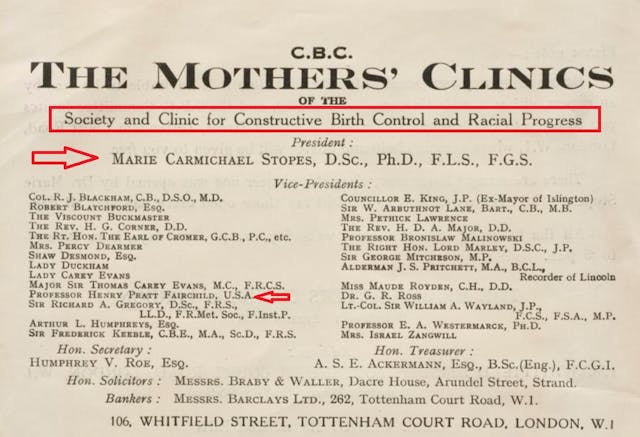 C.B.C.
THE MOTHERS' CLINICS
OF THE
Society and Clinic for Constructive Birth Control and Racial Progress
President :
MARIE CARMICHAEL STOPES, D.Sc., Ph.D., F.L.S., F.G.S.
Vice-Presidents :
COL. R. J. BLACKHAM, C.B., D.S.O., M.D.
ROBERT BLATCHFORD, ESQ.
THE VISCOUNT BUCKMASTER
THE REV. H. G. CORNER, D.D.
THE RT. HON. THE EARL OF CROMER, G.C.B., P.C., etc.
MRS. PERCY DEARMER
SHAW DESMOND, ESQ.
LADY DUCKHAM
LADY CAREY EVANS
MAJOR SIR THOMAS CAREY EVANS, M.C., F.R.C.S.
PROFESSOR HENRY PRATT FAIRCHILD, U.S.A.
SIR RICHARD A. GREGORY, D.Sc., F.R.S.,
LL.D., F.R.Met. Soc., F.Inst.P.
ARTHUR L. HUMPHREYS, ESQ.
SIR FREDERICK KEEBLE, C.B.E., M.A., Sc.D., F.R.S.
COUNCILLOR E. KING, J.P. (Ex-Mayor of Islington)
SIR W. ARBUTHNOT LANE, BART., C.B., M.B.
MRS. PETHICK LAWRENCE
THE REV. H. D. A. MAJOR, D.D.
PROFESSOR BRONISLAW MALINOWSKI
THE RIGHT HON. LORD MARLEY, D.S.C., J.P.
SIR GEORGE MITCHESON, M.P.
ALDERMAN J. S. PRITCHETT, M.A., B.C.L.,
Recorder of Lincoln
MISS MAUDE ROYDEN, C.H., D.D.
DR. G. R. ROSS
LT.-COL. SIR WILLIAM A. WAYLAND, J.P.,
F.C.S., F.S.A., M.P.
PROFESSOR E. A. WESTERMARCK, PH.D.
MRS. ISRAEL ZANGWILL
Hon. Secretary :
HUMPHREY V. ROE, ESQ.
Hon. Treasurer :
A. S. E. ACKERMANN, ESQ., B.Sc.(Eng.), F.C.G.I.
Hon. Solicitors : MESSRS. BRABY & WALLER, Dacre House, Arundel Street, Strand.
Bankers : MESSRS. BARCLAYS LTD., 262, Tottenham Court Road, W.1.
106, WHITFIELD STREET, TOTTENHAM COURT ROAD, LONDON, W.1